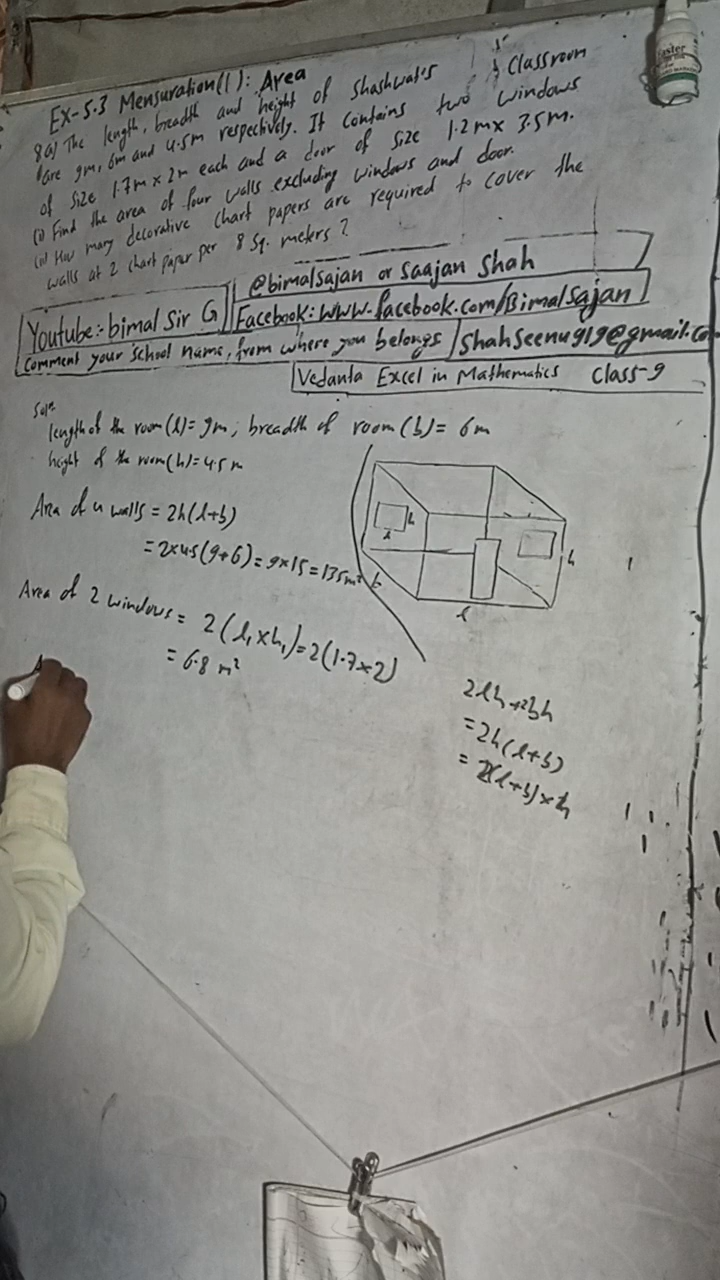 Ex-5.3 Mensuration(I): Area
8a) The length, breadth and height of Shashwat's Classroom
are 9m, 6m and 4.5m respectively. It contains two windows
of size 1.7m x 2m each and a door of size 1.2m x 3.5m.
(i) Find the area of four walls excluding windows and door.
(ii) How many decorative chart papers are required to cover the
walls at 2 chart paper per 8 sq. meters?
@bimalsajan or Saajan Shah
Youtube:- bimal Sir G
Facebook: www.facebook.com/Bimalsajan
Comment your School name, from where you belongs
Shahseenu919@gmail.co
Vedanta Excel in Mathematics Class-9
Solⁿ
length of the room (l) = 9m; breadth of room (b) = 6m
height of the room (h) = 4.5 m
Area of 4 walls = 2h(l+b)
= 2x4.5(9+6) = 9x15 = 135m²
Area of 2 windows = 2(l₁ x h₁) = 2(1.7x2)
= 6.8 m²
A
h
l
h
b
l
2lh + 2bh
= 2h(l+b)
= 2(l+b) x h